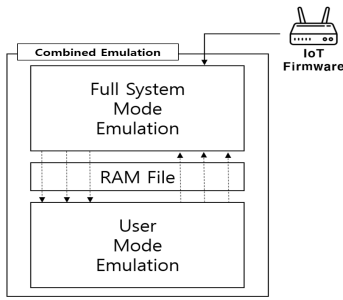 Combined Emulation
IoT
Firmware
Full System
Mode
Emulation
RAM File
User
Mode
Emulation